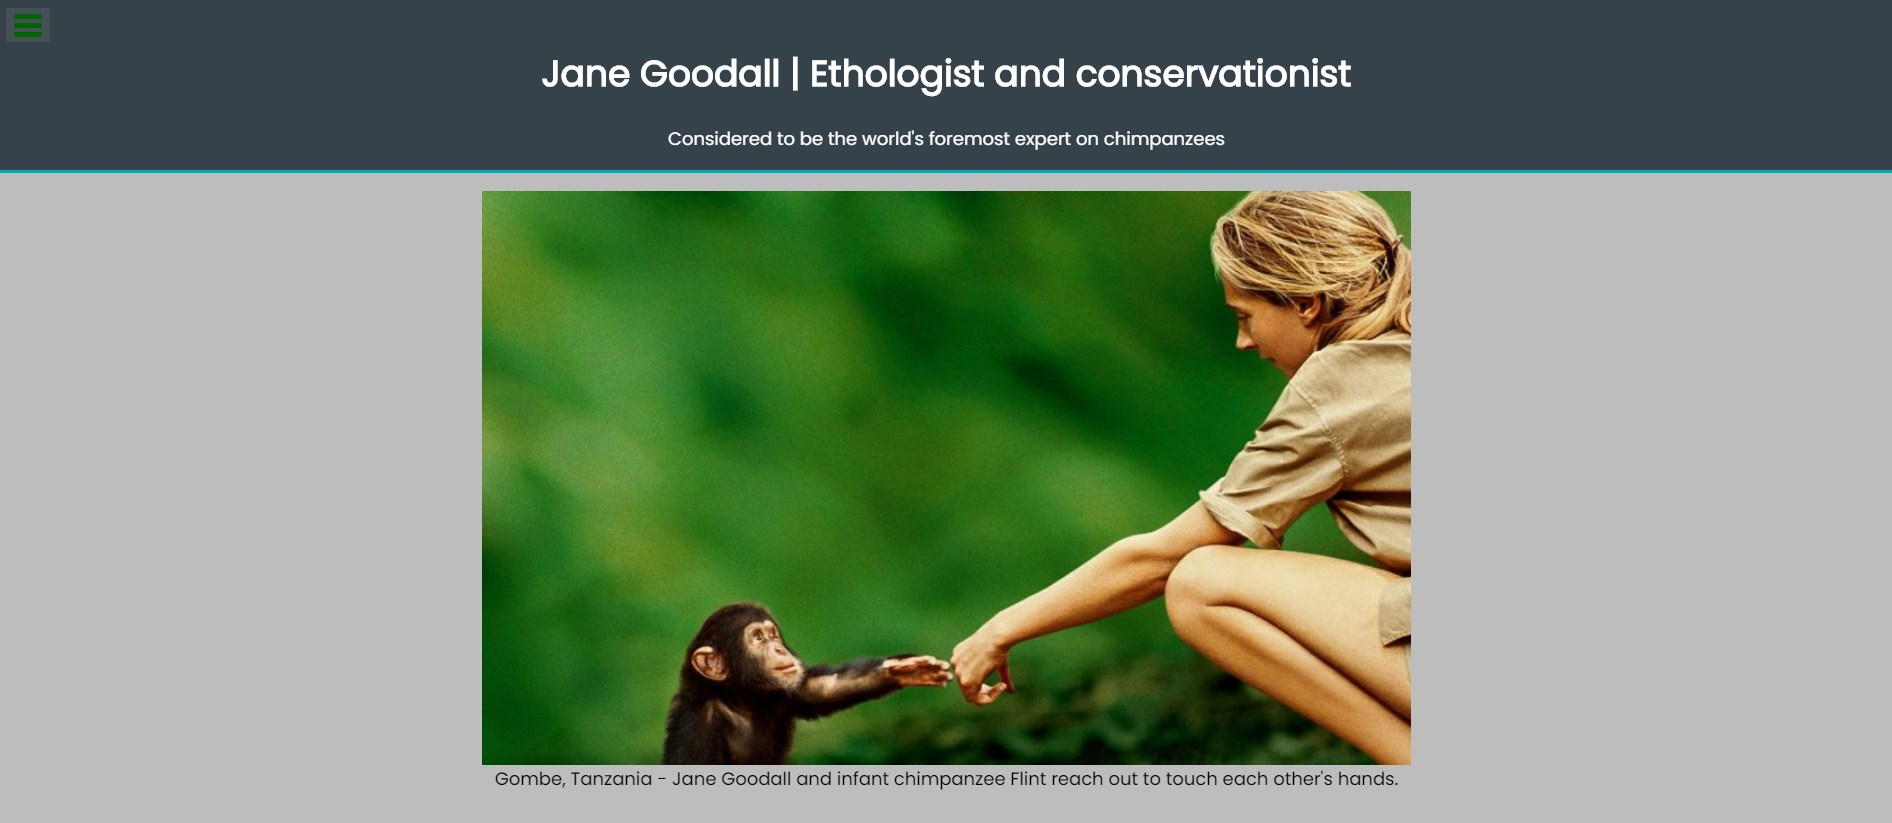 Jane Goodall | Ethologist and conservationist
Considered to be the world's foremost expert on chimpanzees
Gombe, Tanzania - Jane Goodall and infant chimpanzee Flint reach out to touch each other's hands.